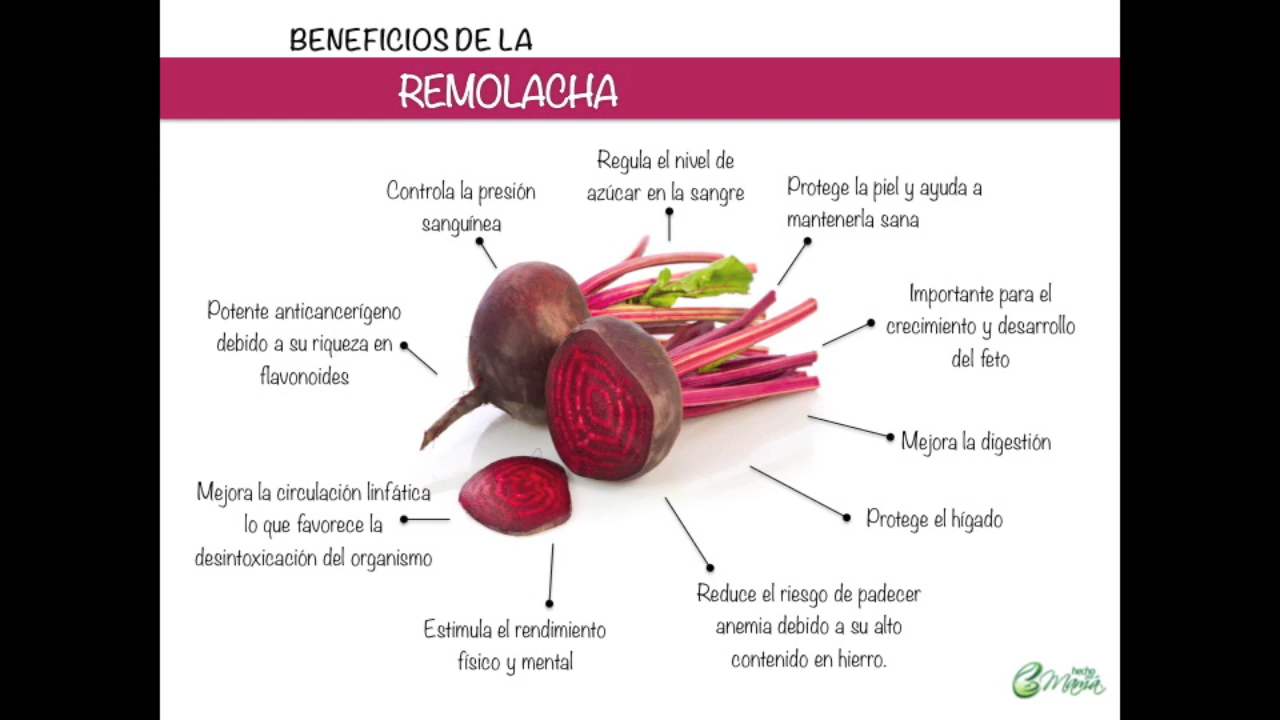 BENEFICIOS DE LA
REMOLACHA
Regula el nivel de
azúcar en la sangre
Controla la presión
sanguínea
Protege la piel y ayuda a
mantenerla sana
Potente anticancerígeno
debido a su riqueza en
flavonoides
Importante para el
crecimiento y desarrollo
del feto
Mejora la digestión
Mejora la circulación linfática
lo que favorece la
desintoxicación del organismo
Protege el hígado
Reduce el riesgo de padecer
anemia debido a su alto
contenido en hierro.
Estimula el rendimiento
físico y mental
hecho
Mamá